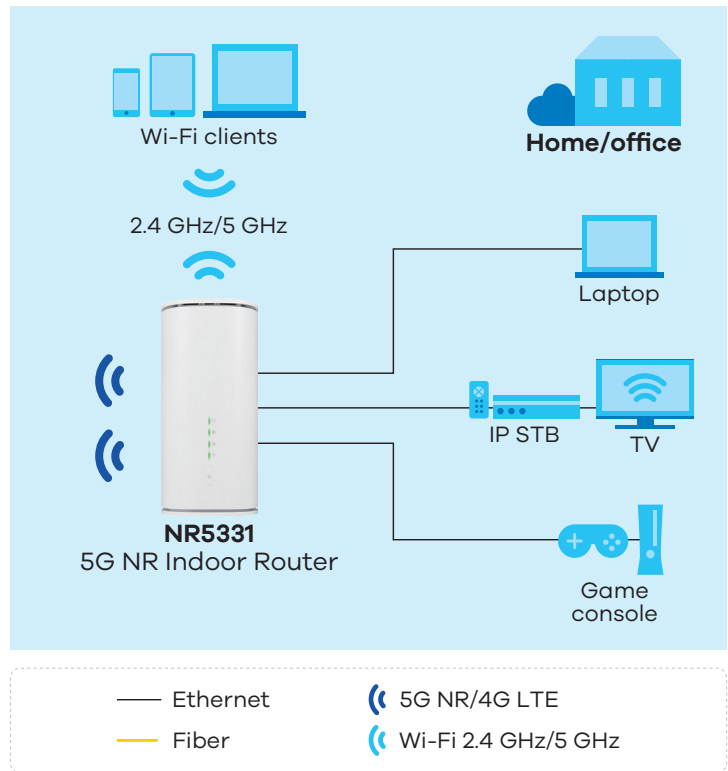 Wi-Fi clients
Home/office
2.4 GHz/5 GHz
Laptop
IP STB
TV
NR5331
5G NR Indoor Router
Game
console
Ethernet
5G NR/4G LTE
Fiber
Wi-Fi 2.4 GHz/5 GHz